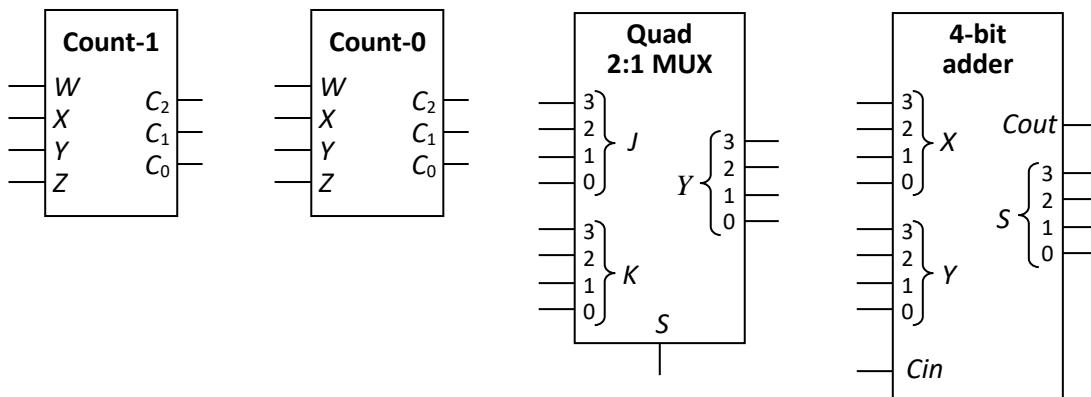 Count-1
W
X
Y
Z
C₂
C₁
C₀
Count-0
W
X
Y
Z
C₂
C₁
C₀
Quad
2:1 MUX
3
2
1
0
J
3
2
1
0
K
Y
3
2
1
0
S
4-bit
adder
3
2
1
0
X
3
2
1
0
Y
Cin
Cout
S
3
2
1
0